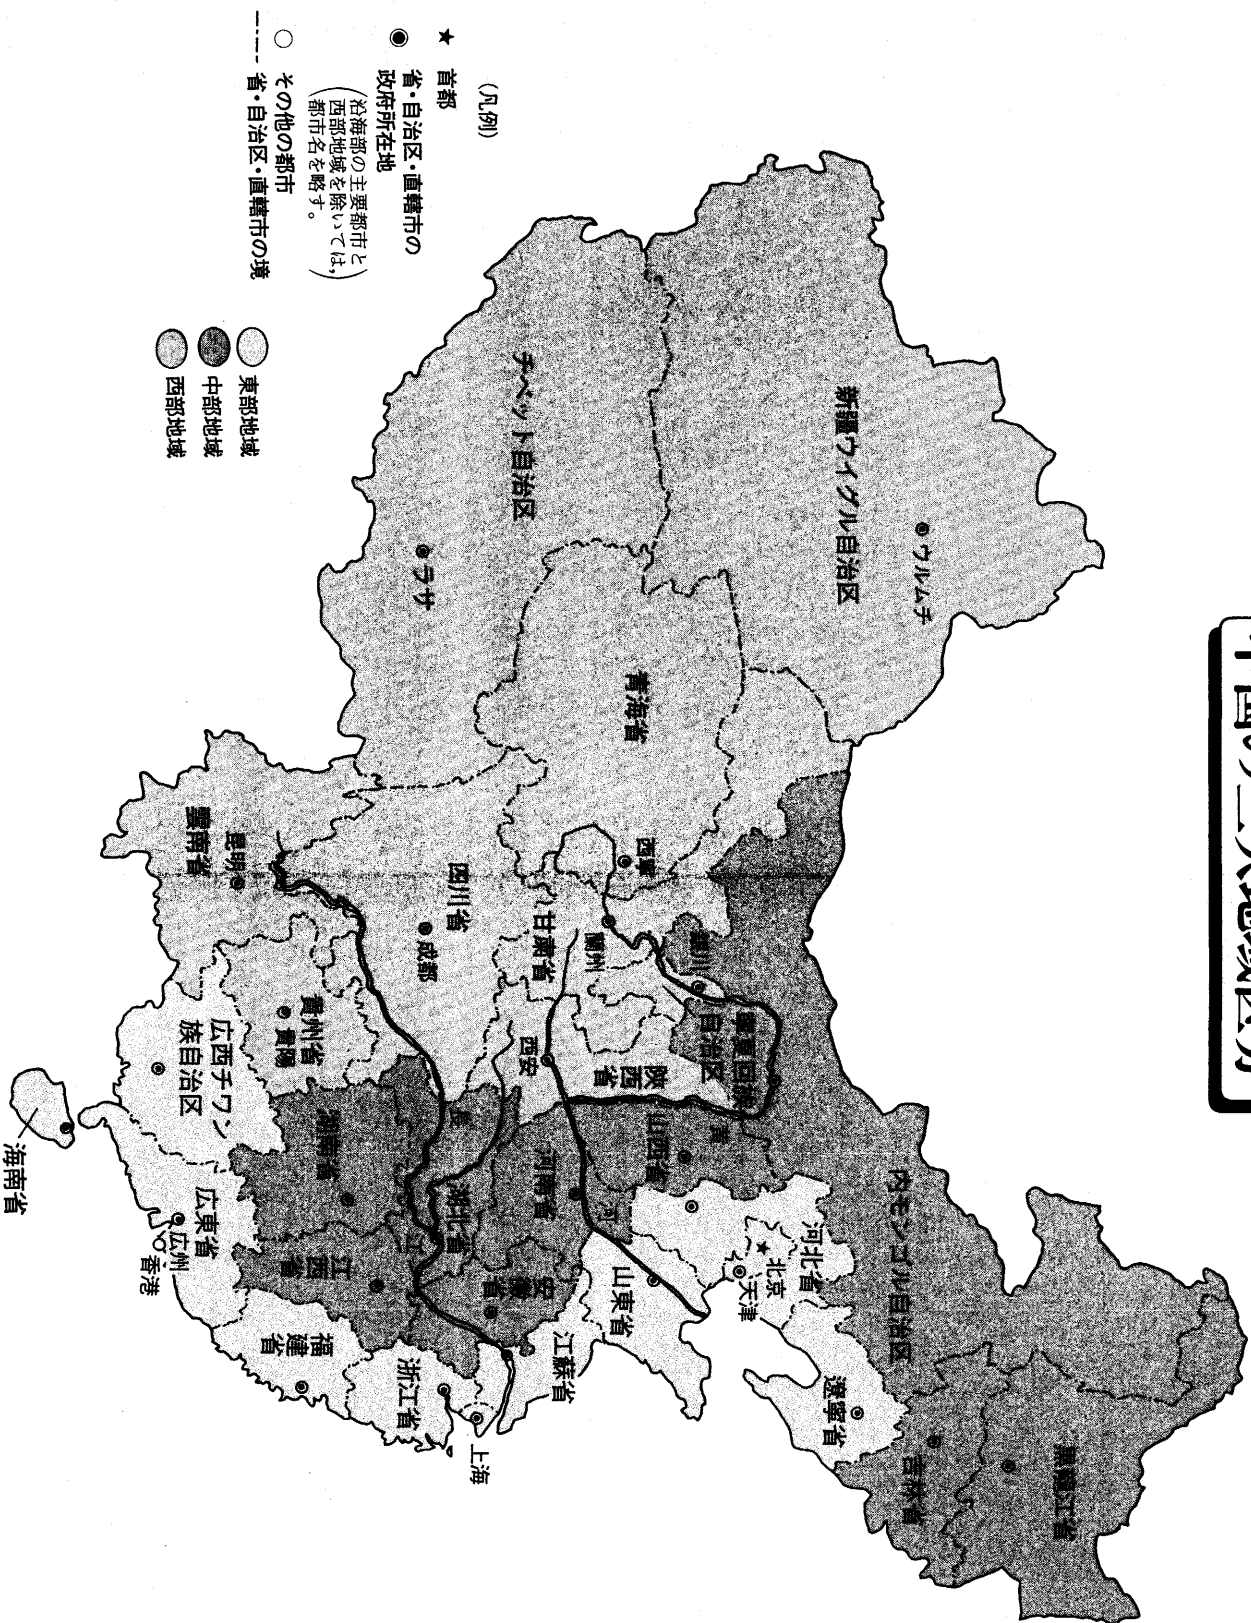 (凡例)
★ 首都
◉ 省・自治区・直轄市の
政府所在地
(沿海部の主要都市と
西部地域を除いては,
都市名を略す。)
○ その他の都市
省・自治区・直轄市の境
東部地域
中部地域
西部地域
新疆ウイグル自治区
ウルムチ
チベット自治区
ラサ
青海省
西寧
甘粛省
蘭州
銀川
寧夏回族
自治区
内モンゴル自治区
黒龍江省
吉林省
遼寧省
河北省
北京
天津
山西省
黄
河
陝西
省
西安
山東省
河南省
江蘇省
安徽
省
上海
浙江省
湖北省
長
江
四川省
成都
雲南省
昆明
貴州省
貴陽
湖南省
江西
省
福建
省
広西チワン
族自治区
広東省
広州
香港
海南省